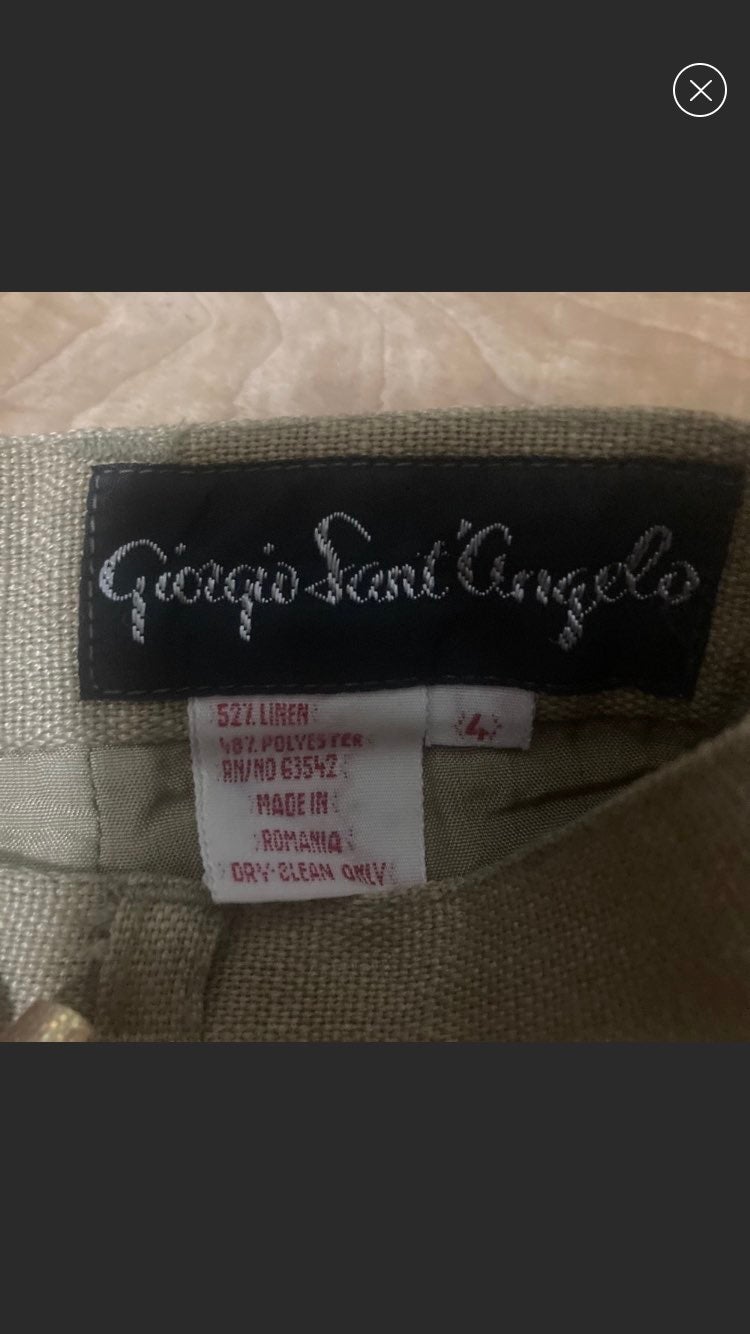 Giorgio Sant'Angelo
52% LINEN
4
48% POLYESTER
RN/NO 63542
MADE IN
ROMANIA
DRY-CLEAN ONLY